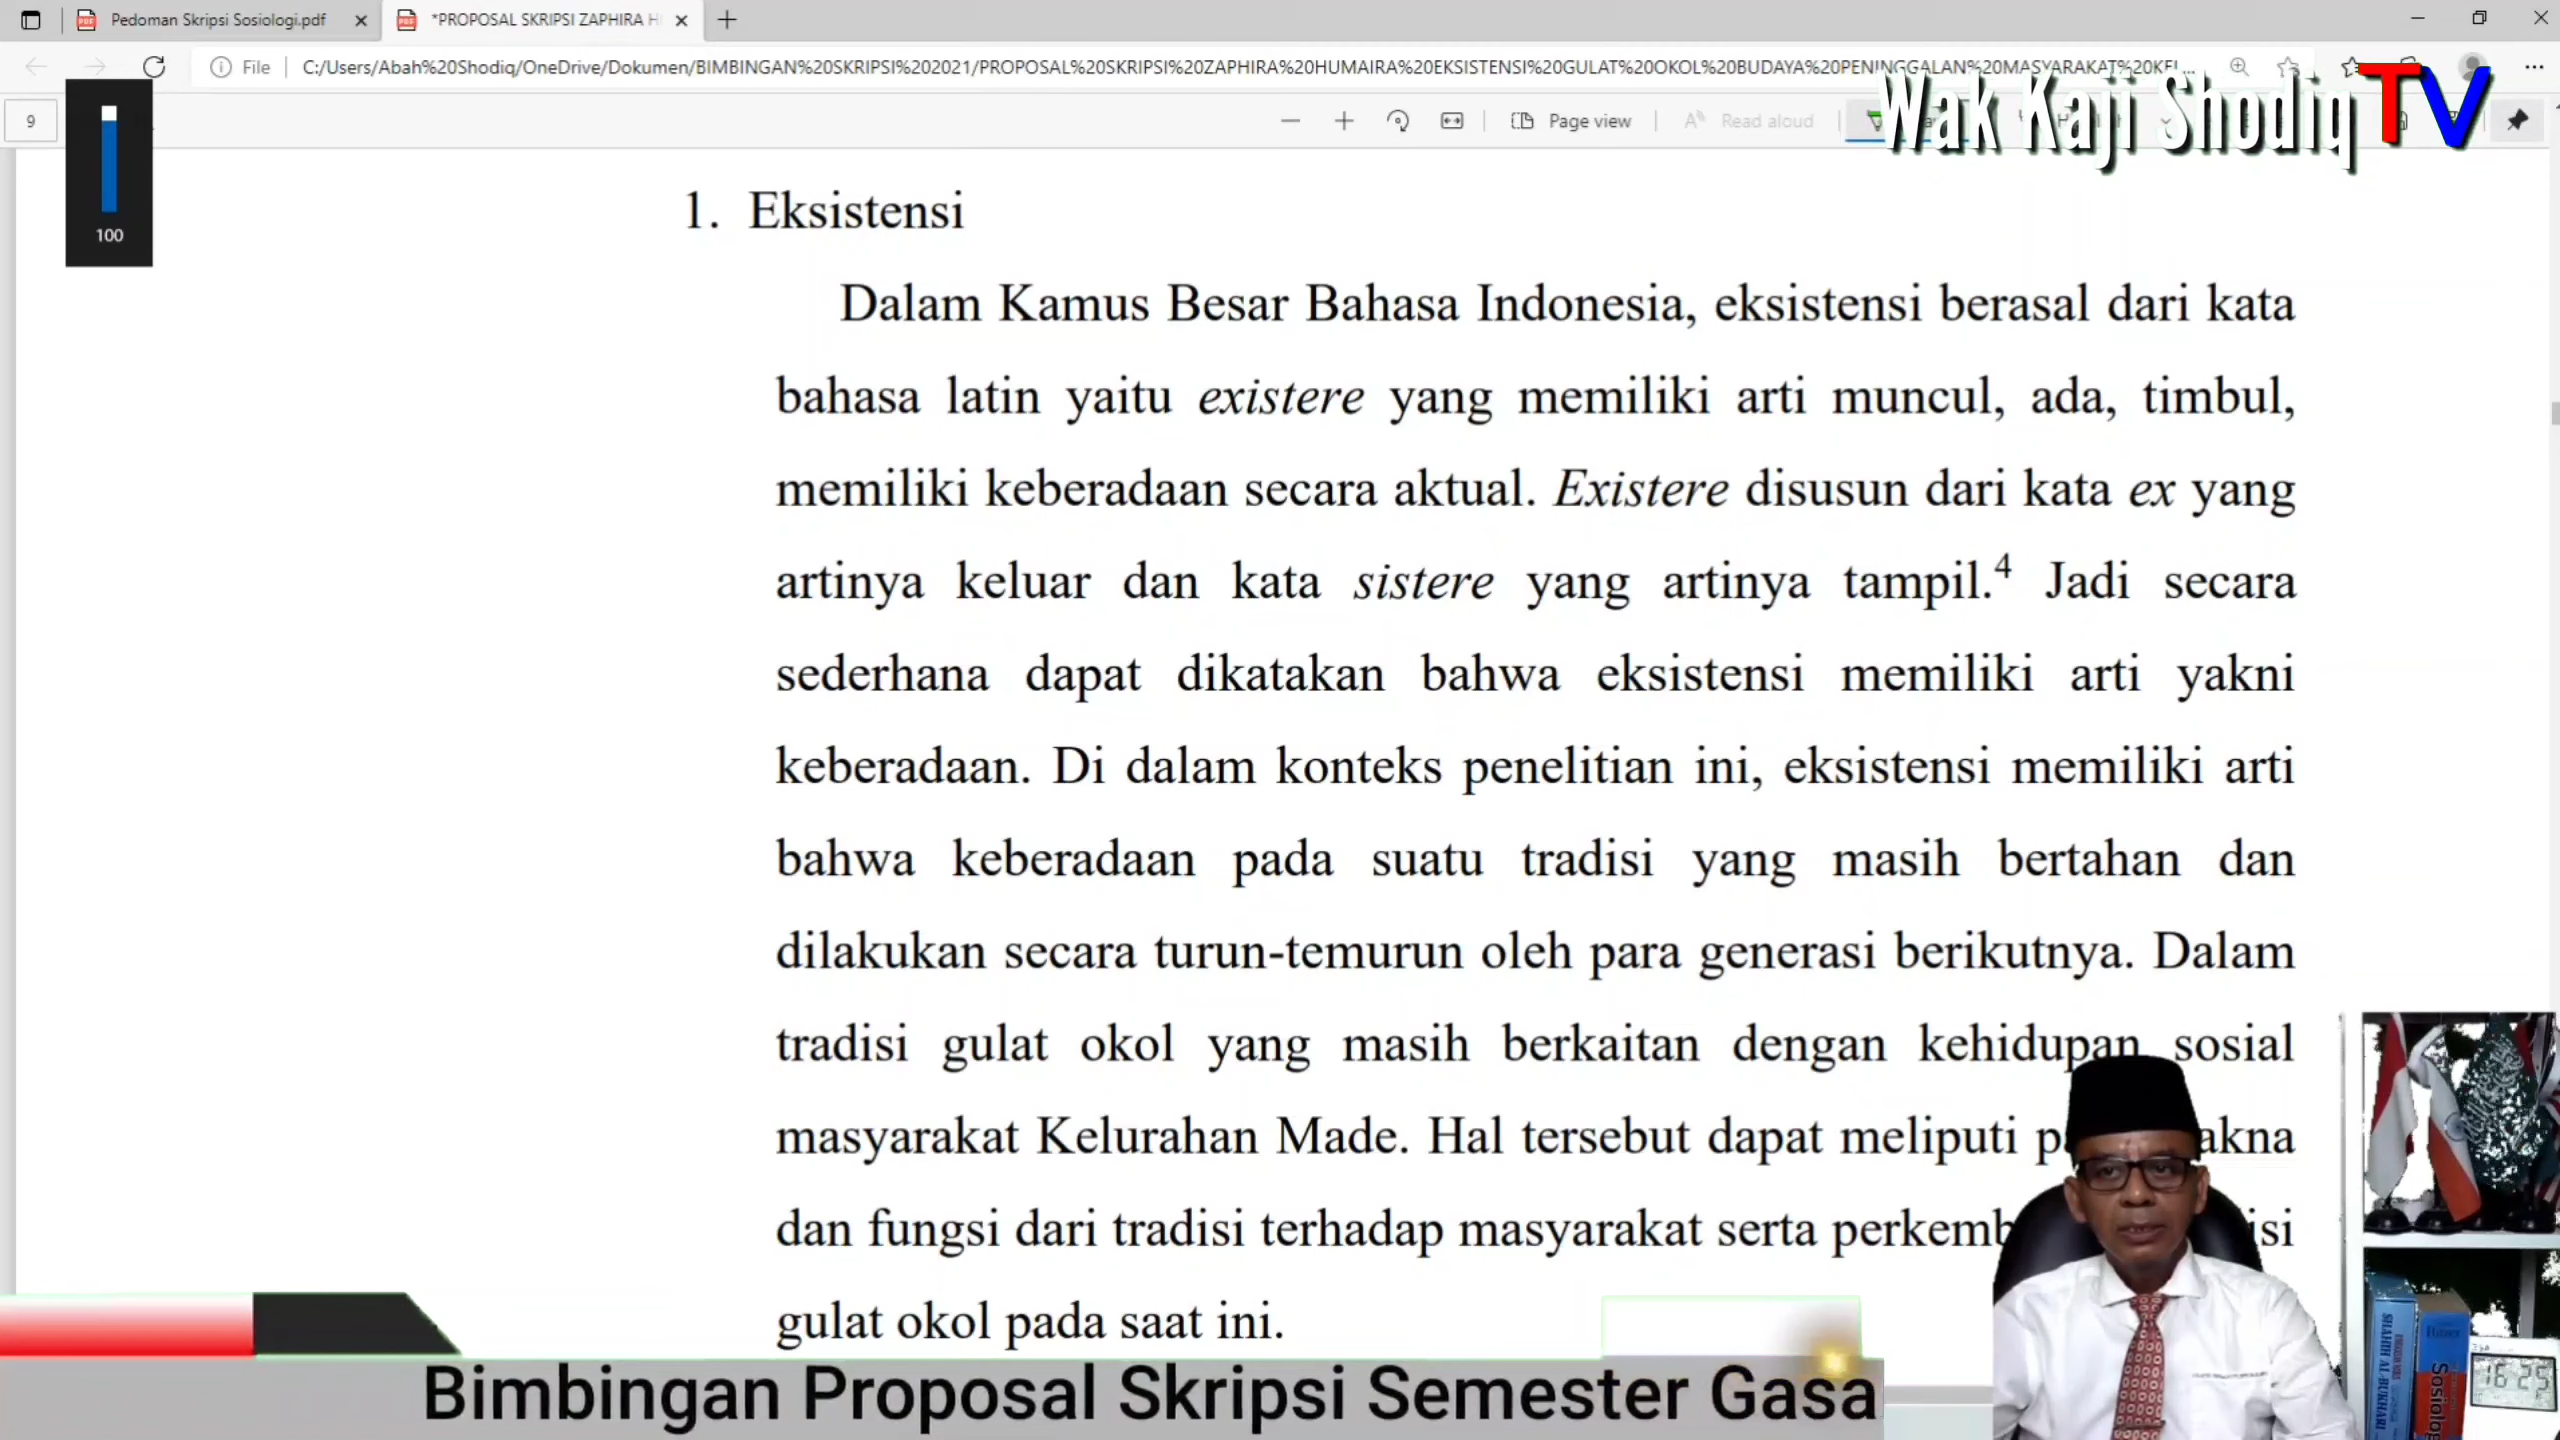 Pedoman Skripsi Sosiologi.pdf
*PROPOSAL SKRIPSI ZAPHIRA H
File
C:/Users/Abah%20Shodiq/OneDrive/Dokumen/BIMBINGAN%20SKRIPSI%202021/PROPOSAL%20SKRIPSI%20ZAPHIRA%20HUMAIRA%20EKSISTENSI%20GULAT%20OKOL%20BUDAYA%20PENINGGALAN%20MASYARAKAT%20KEL...
Wak Kaji Shodiq TV
9
Page view
Read aloud
100
1. Eksistensi
Dalam Kamus Besar Bahasa Indonesia, eksistensi berasal dari kata
bahasa latin yaitu existere yang memiliki arti muncul, ada, timbul,
memiliki keberadaan secara aktual. Existere disusun dari kata ex yang
artinya keluar dan kata sistere yang artinya tampil.4 Jadi secara
sederhana dapat dikatakan bahwa eksistensi memiliki arti yakni
keberadaan. Di dalam konteks penelitian ini, eksistensi memiliki arti
bahwa keberadaan pada suatu tradisi yang masih bertahan dan
dilakukan secara turun-temurun oleh para generasi berikutnya. Dalam
tradisi gulat okol yang masih berkaitan dengan kehidupan sosial
masyarakat Kelurahan Made. Hal tersebut dapat meliputi p akna
dan fungsi dari tradisi terhadap masyarakat serta perkemb isi
gulat okol pada saat ini.
Bimbingan Proposal Skripsi Semester Gasa
SHAHIH AL-BUKHARI
Sosiolog
16:25